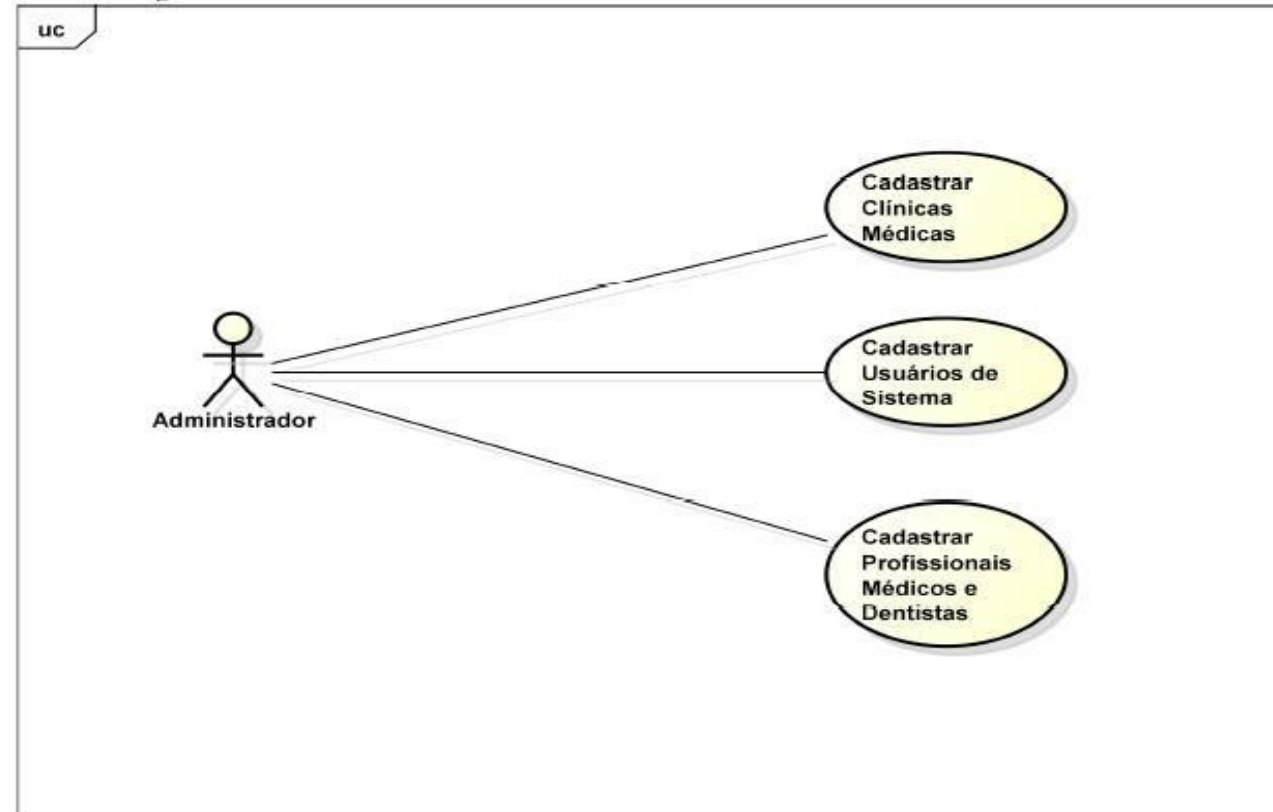 uc
Cadastrar
Clínicas
Médicas
Cadastrar
Usuários de
Sistema
Administrador
Cadastrar
Profissionais
Médicos e
Dentistas